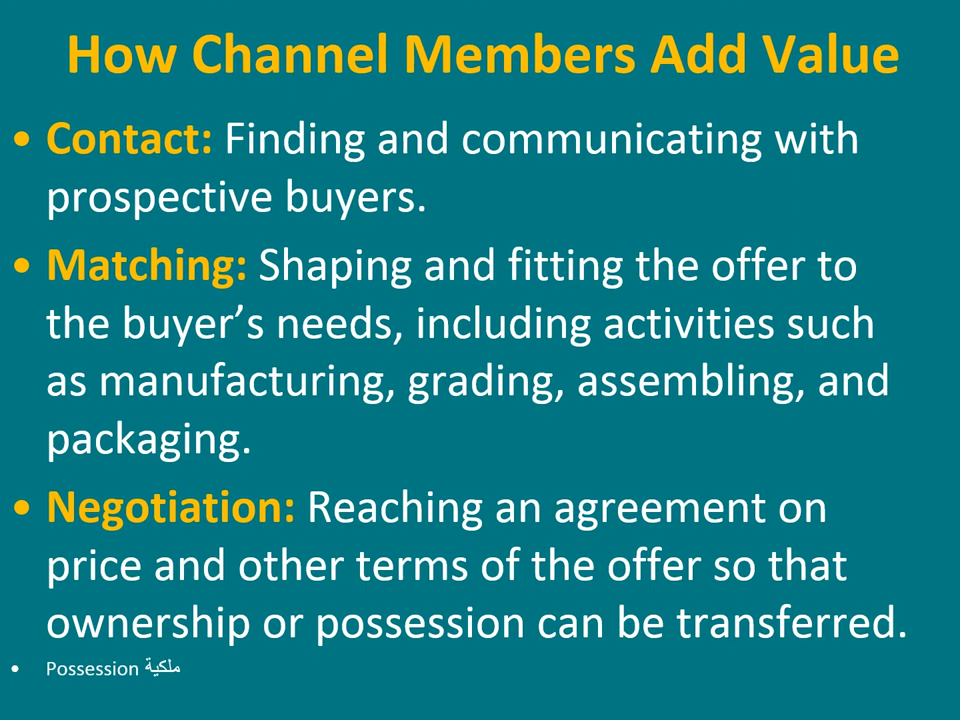 How Channel Members Add Value
• Contact: Finding and communicating with
prospective buyers.
• Matching: Shaping and fitting the offer to
the buyer’s needs, including activities such
as manufacturing, grading, assembling, and
packaging.
• Negotiation: Reaching an agreement on
price and other terms of the offer so that
ownership or possession can be transferred.
• Possession ملكية